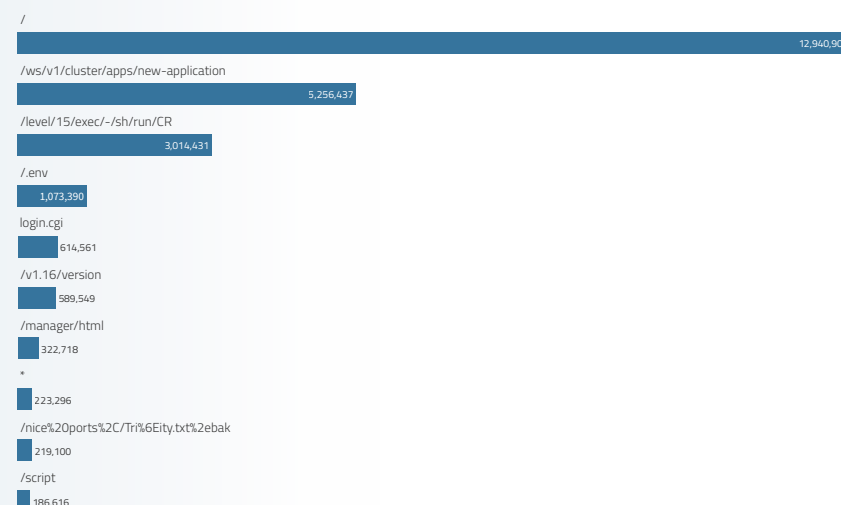 /
12,940,90
/ws/v1/cluster/apps/new-application
5,256,437
/level/15/exec/-/sh/run/CR
3,014,431
/.env
1,073,390
login.cgi
614,561
/v1.16/version
589,549
/manager/html
322,718
*
223,296
/nice%20ports%2C/Tri%6Eity.txt%2ebak
219,100
/script
186,616